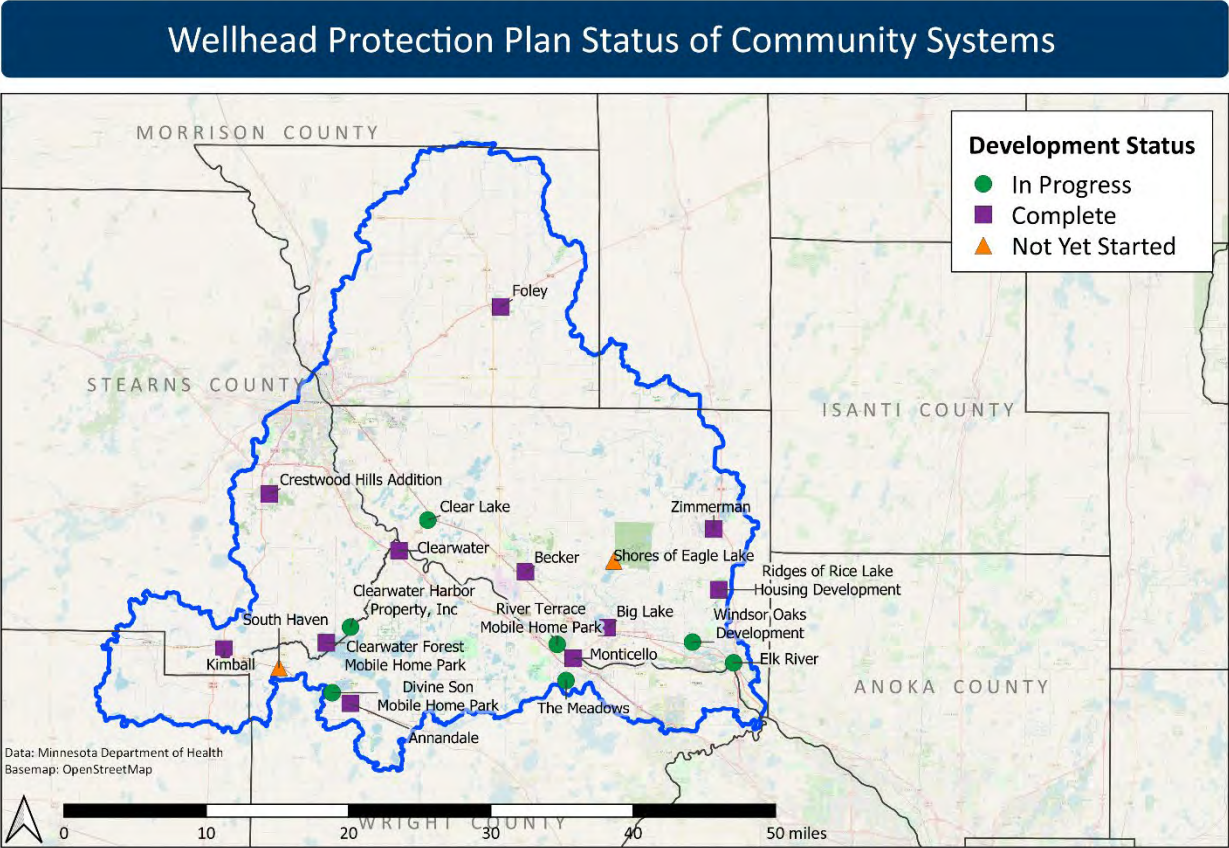 Wellhead Protection Plan Status of Community Systems
MORRISON COUNTY
Development Status
In Progress
Complete
Not Yet Started
Foley
STEARNS COUNTY
ISANTI COUNTY
Crestwood Hills Addition
Clear Lake
Zimmerman
Clearwater
Becker
Shores of Eagle Lake
Ridges of Rice Lake
Housing Development
Clearwater Harbor
Property, Inc
River Terrace
Mobile Home Park
Big Lake
Windsor Oaks
Development
South Haven
Kimball
Clearwater Forest
Mobile Home Park
Monticello
Elk River
Divine Son
Mobile Home Park
The Meadows
ANOKA COUNTY
Annandale
Data: Minnesota Department of Health
Basemap: OpenStreetMap
0 10 20 30 40 50 miles
WRIGHT COUNTY